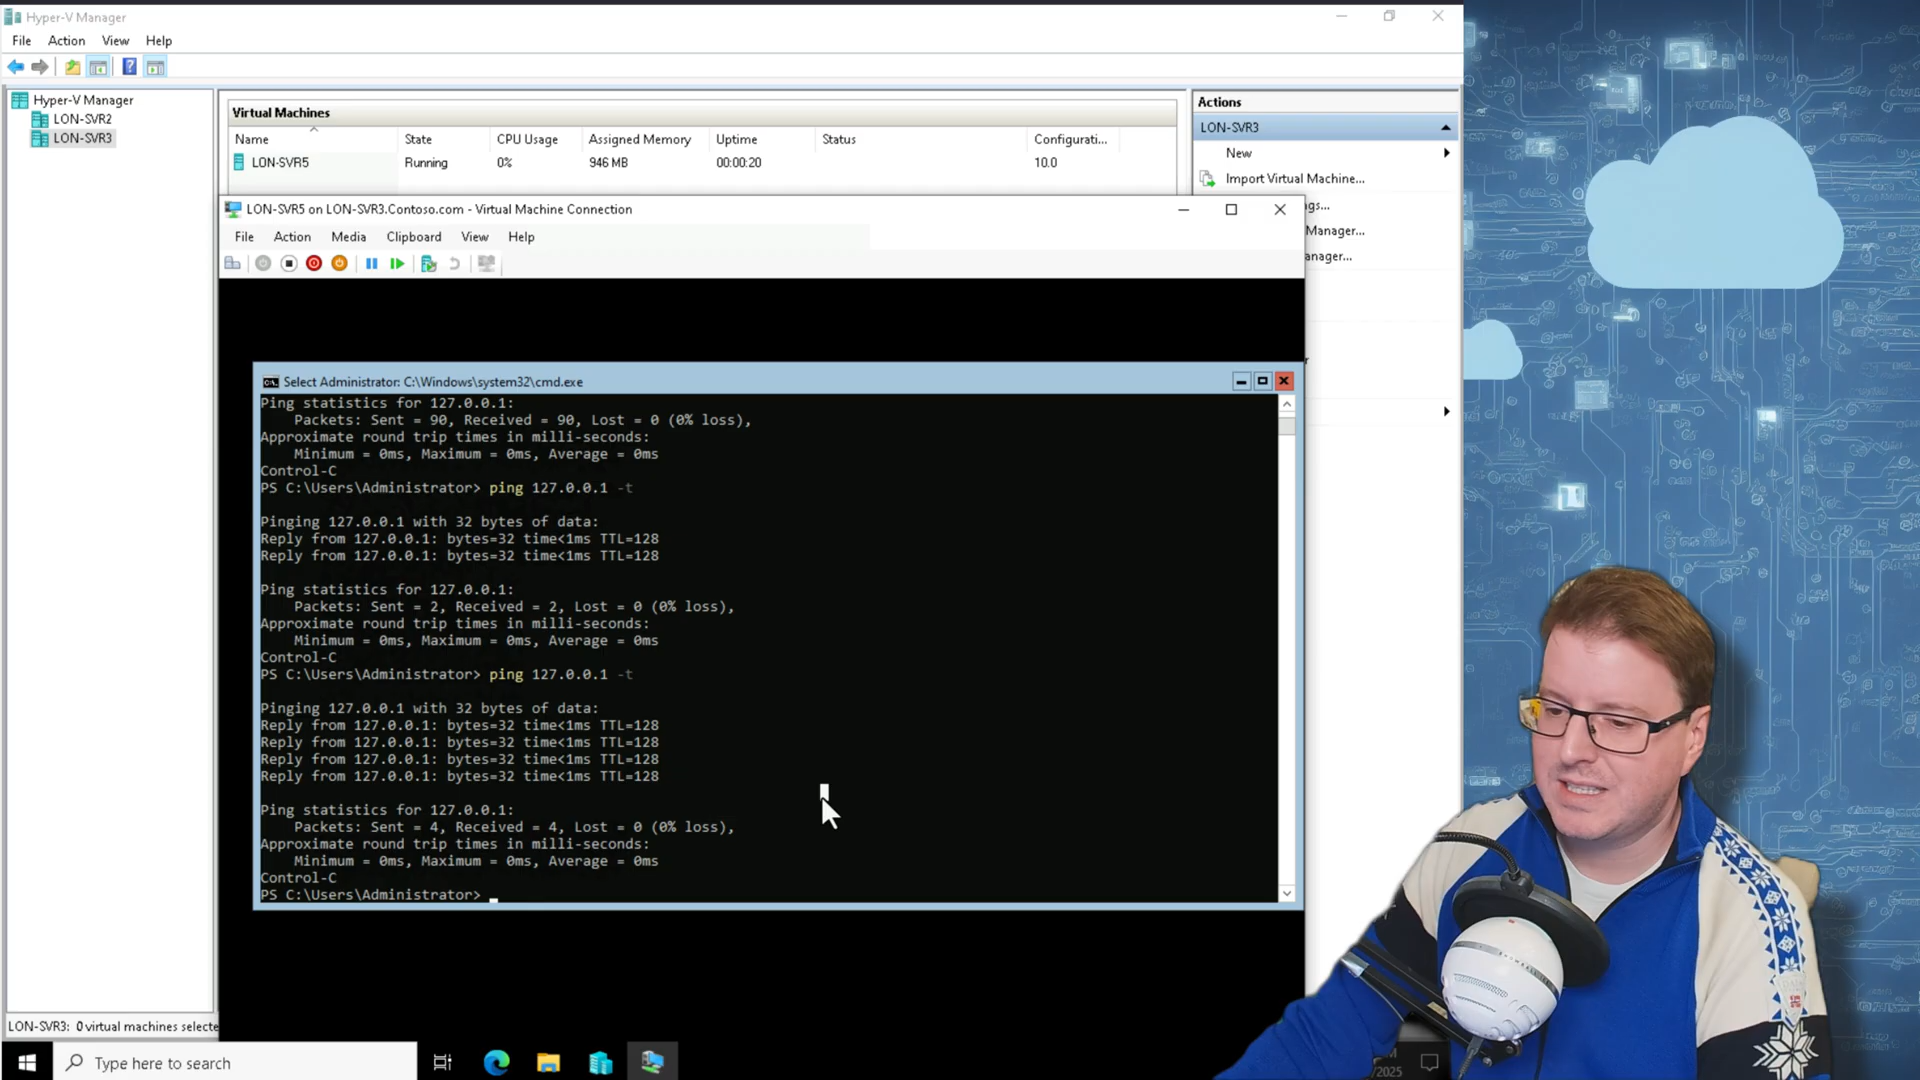 Hyper-V Manager
File Action View Help
Hyper-V Manager
LON-SVR2
LON-SVR3
Virtual Machines
Name State CPU Usage Assigned Memory Uptime Status Configurati...
LON-SVR5 Running 0% 946 MB 00:00:20 10.0
Actions
LON-SVR3
New
Import Virtual Machine...
gs...
Manager...
anager...
r
LON-SVR5 on LON-SVR3.Contoso.com - Virtual Machine Connection
File Action Media Clipboard View Help
Select Administrator: C:\Windows\system32\cmd.exe
Ping statistics for 127.0.0.1:
Packets: Sent = 90, Received = 90, Lost = 0 (0% loss),
Approximate round trip times in milli-seconds:
Minimum = 0ms, Maximum = 0ms, Average = 0ms
Control-C
PS C:\Users\Administrator> ping 127.0.0.1 -t
Pinging 127.0.0.1 with 32 bytes of data:
Reply from 127.0.0.1: bytes=32 time<1ms TTL=128
Reply from 127.0.0.1: bytes=32 time<1ms TTL=128
Ping statistics for 127.0.0.1:
Packets: Sent = 2, Received = 2, Lost = 0 (0% loss),
Approximate round trip times in milli-seconds:
Minimum = 0ms, Maximum = 0ms, Average = 0ms
Control-C
PS C:\Users\Administrator> ping 127.0.0.1 -t
Pinging 127.0.0.1 with 32 bytes of data:
Reply from 127.0.0.1: bytes=32 time<1ms TTL=128
Reply from 127.0.0.1: bytes=32 time<1ms TTL=128
Reply from 127.0.0.1: bytes=32 time<1ms TTL=128
Reply from 127.0.0.1: bytes=32 time<1ms TTL=128
Ping statistics for 127.0.0.1:
Packets: Sent = 4, Received = 4, Lost = 0 (0% loss),
Approximate round trip times in milli-seconds:
Minimum = 0ms, Maximum = 0ms, Average = 0ms
Control-C
PS C:\Users\Administrator>
LON-SVR3: 0 virtual machines selecte
Type here to search
/2025